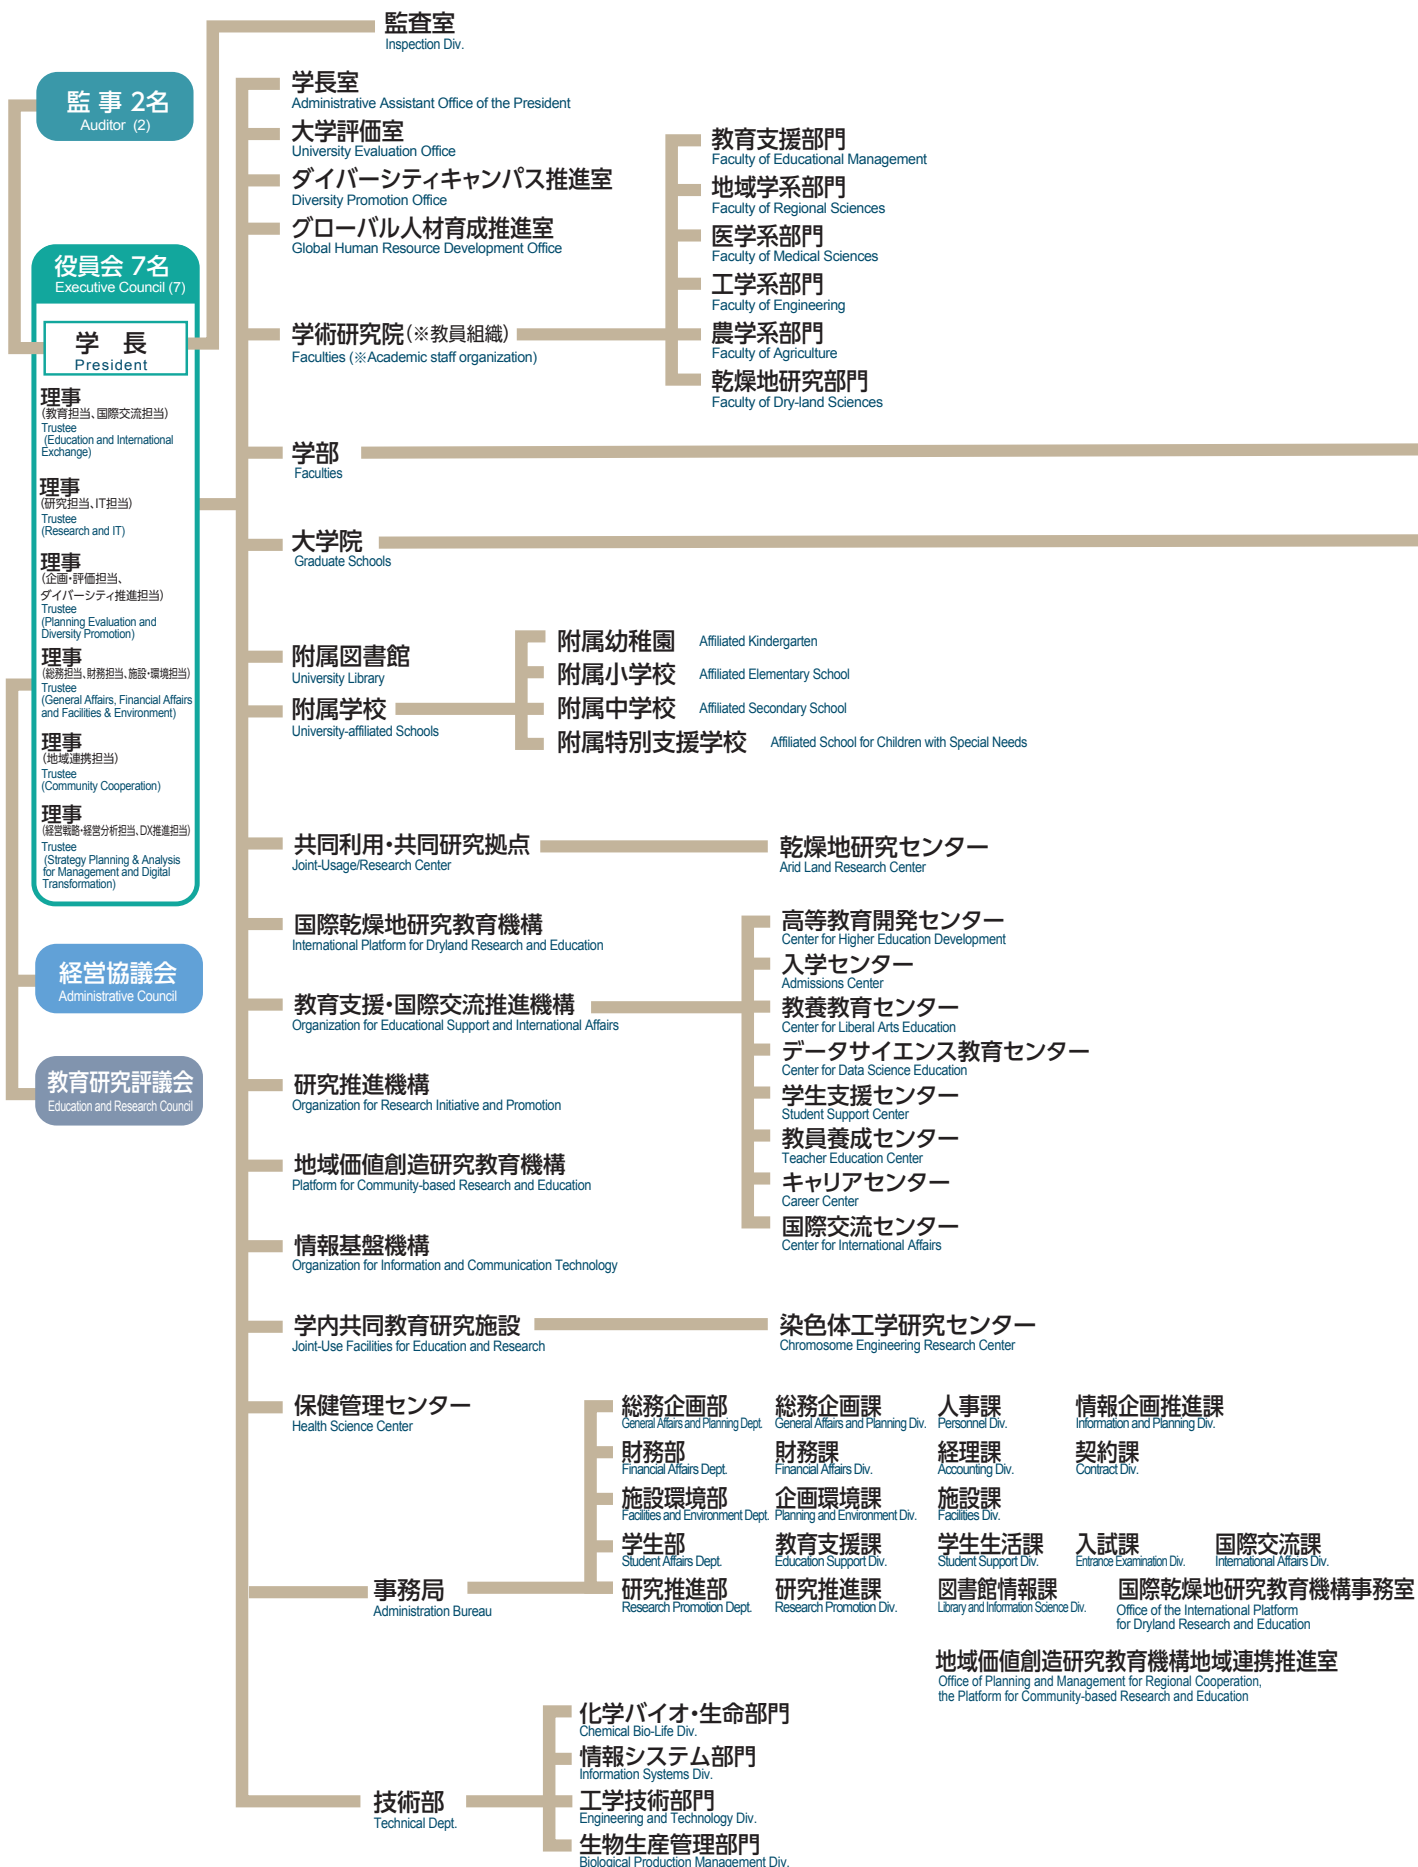 監査室
Inspection Div.
監 事 2名
Auditor (2)
役員会 7名
Executive Council (7)
学 長
President
理事
(教育担当、国際交流担当)
Trustee
(Education and International
Exchange)
理事
(研究担当、IT担当)
Trustee
(Research and IT)
理事
(企画・評価担当、
ダイバーシティ推進担当)
Trustee
(Planning Evaluation and
Diversity Promotion)
理事
(総務担当、財務担当、施設・環境担当)
Trustee
(General Affairs, Financial Affairs
and Facilities & Environment)
理事
(地域連携担当)
Trustee
(Community Cooperation)
理事
(経営戦略・経営分析担当、DX推進担当)
Trustee
(Strategy Planning & Analysis
for Management and Digital
Transformation)
経営協議会
Administrative Council
教育研究評議会
Education and Research Council
学長室
Administrative Assistant Office of the President
大学評価室
University Evaluation Office
ダイバーシティキャンパス推進室
Diversity Promotion Office
グローバル人材育成推進室
Global Human Resource Development Office
学術研究院(※教員組織)
Faculties (※Academic staff organization)
教育支援部門
Faculty of Educational Management
地域学系部門
Faculty of Regional Sciences
医学系部門
Faculty of Medical Sciences
工学系部門
Faculty of Engineering
農学系部門
Faculty of Agriculture
乾燥地研究部門
Faculty of Dry-land Sciences
学部
Faculties
大学院
Graduate Schools
附属図書館
University Library
附属学校
University-affiliated Schools
附属幼稚園 Affiliated Kindergarten
附属小学校 Affiliated Elementary School
附属中学校 Affiliated Secondary School
附属特別支援学校 Affiliated School for Children with Special Needs
共同利用・共同研究拠点
Joint-Usage/Research Center
乾燥地研究センター
Arid Land Research Center
国際乾燥地研究教育機構
International Platform for Dryland Research and Education
教育支援・国際交流推進機構
Organization for Educational Support and International Affairs
高等教育開発センター
Center for Higher Education Development
入学センター
Admissions Center
教養教育センター
Center for Liberal Arts Education
データサイエンス教育センター
Center for Data Science Education
学生支援センター
Student Support Center
教員養成センター
Teacher Education Center
キャリアセンター
Career Center
国際交流センター
Center for International Affairs
研究推進機構
Organization for Research Initiative and Promotion
地域価値創造研究教育機構
Platform for Community-based Research and Education
情報基盤機構
Organization for Information and Communication Technology
学内共同教育研究施設
Joint-Use Facilities for Education and Research
染色体工学研究センター
Chromosome Engineering Research Center
保健管理センター
Health Science Center
事務局
Administration Bureau
総務企画部 総務企画課 人事課 情報企画推進課
General Affairs and Planning Dept. General Affairs and Planning Div. Personnel Div. Information and Planning Div.
財務部 財務課 経理課 契約課
Financial Affairs Dept. Financial Affairs Div. Accounting Div. Contract Div.
施設環境部 企画環境課 施設課
Facilities and Environment Dept. Planning and Environment Div. Facilities Div.
学生部 教育支援課 学生生活課 入試課 国際交流課
Student Affairs Dept. Education Support Div. Student Support Div. Entrance Examination Div. International Affairs Div.
研究推進部 研究推進課 図書館情報課 国際乾燥地研究教育機構事務室
Research Promotion Dept. Research Promotion Div. Library and Information Science Div. Office of the International Platform
for Dryland Research and Education
地域価値創造研究教育機構地域連携推進室
Office of Planning and Management for Regional Cooperation,
the Platform for Community-based Research and Education
技術部
Technical Dept.
化学バイオ・生命部門
Chemical Bio-Life Div.
情報システム部門
Information Systems Div.
工学技術部門
Engineering and Technology Div.
生物生産管理部門
Biological Production Management Div.